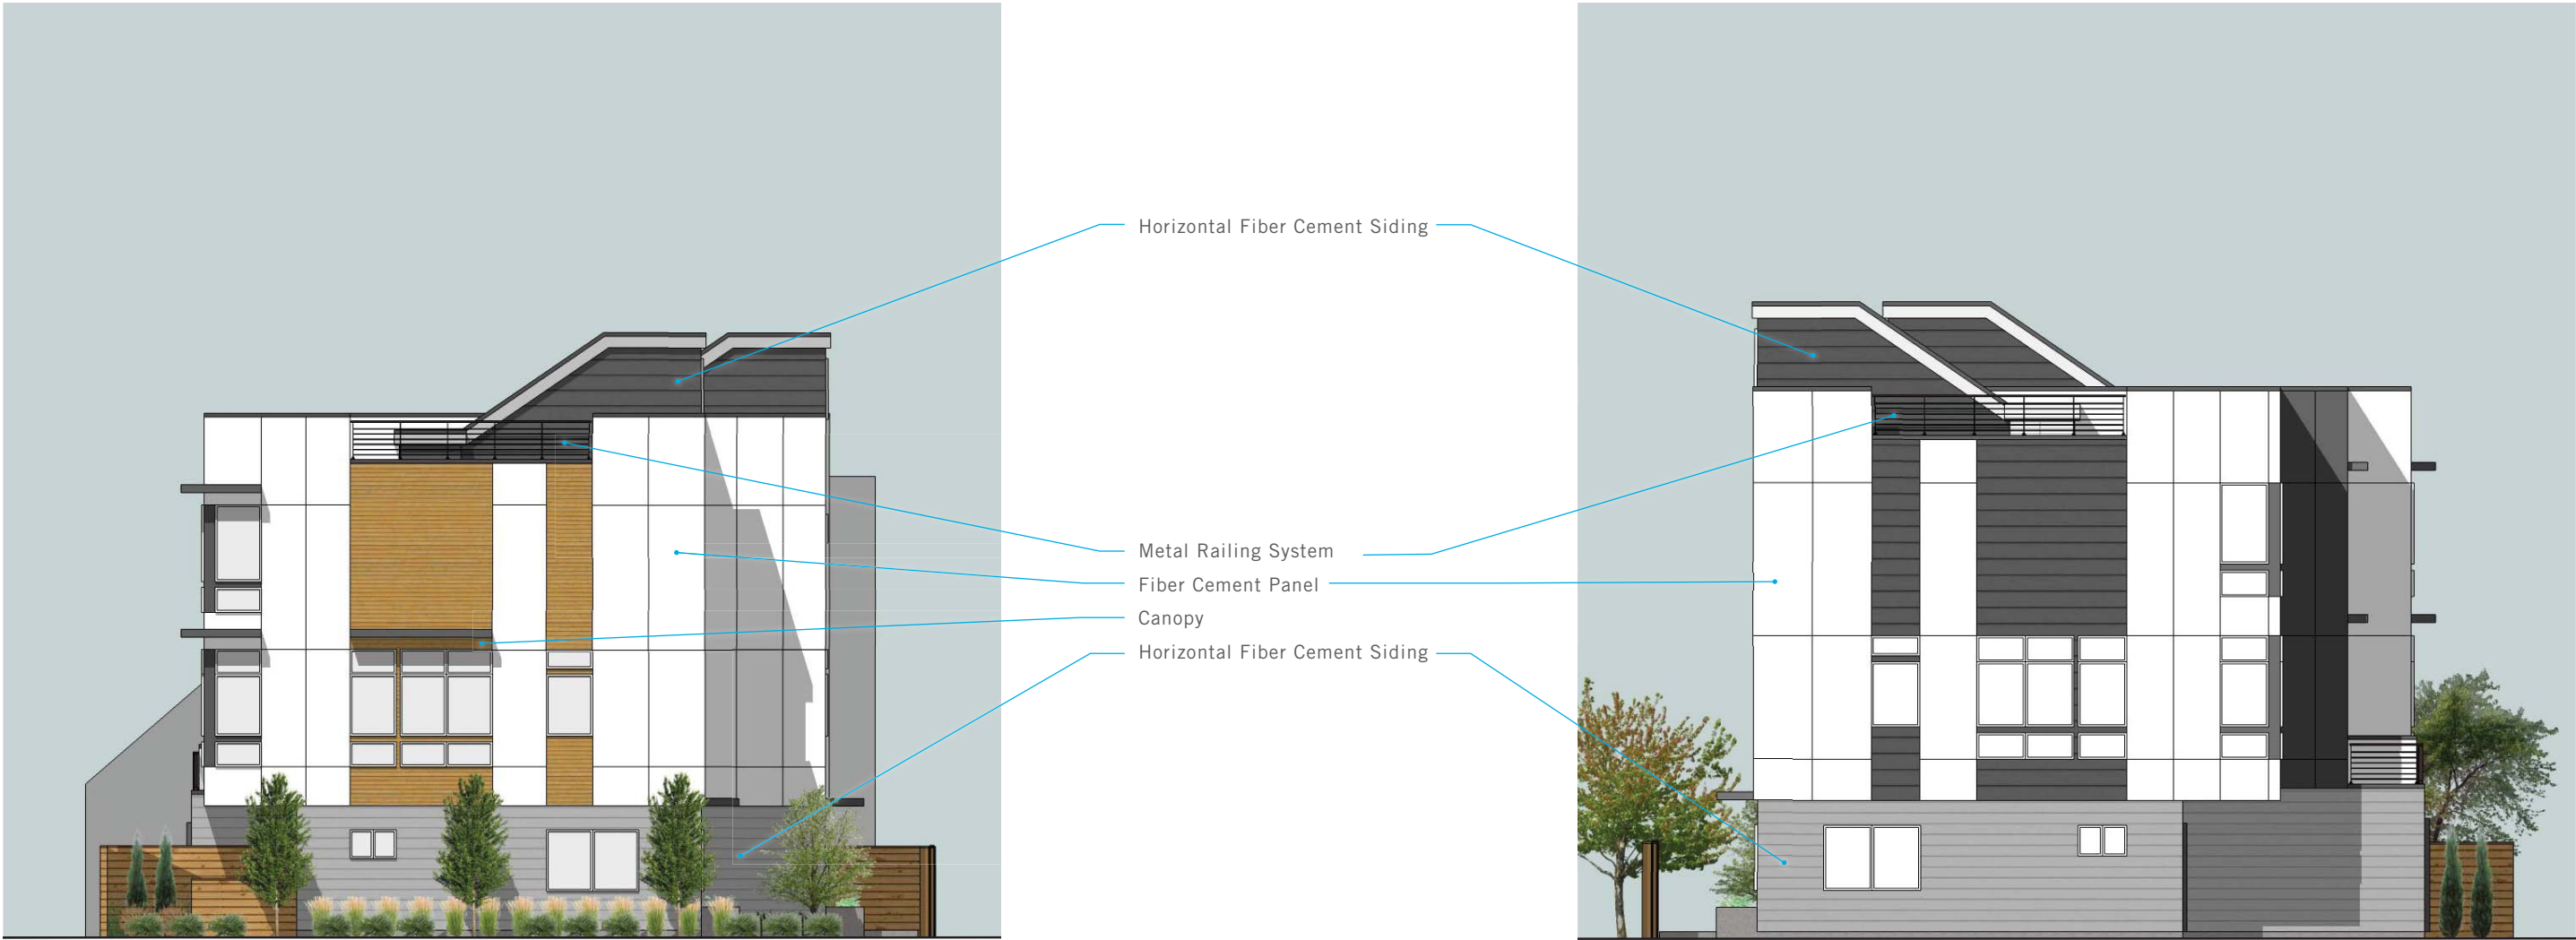 Horizontal Fiber Cement Siding
Metal Railing System
Fiber Cement Panel
Canopy
Horizontal Fiber Cement Siding